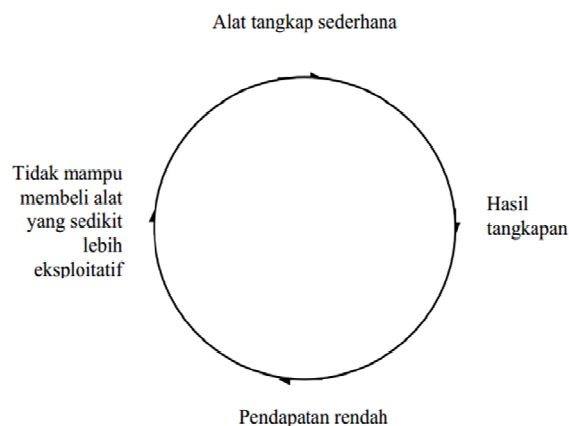 Alat tangkap sederhana
Tidak mampu
membeli alat
yang sedikit
lebih
eksploitatif
Hasil
tangkapan
Pendapatan rendah